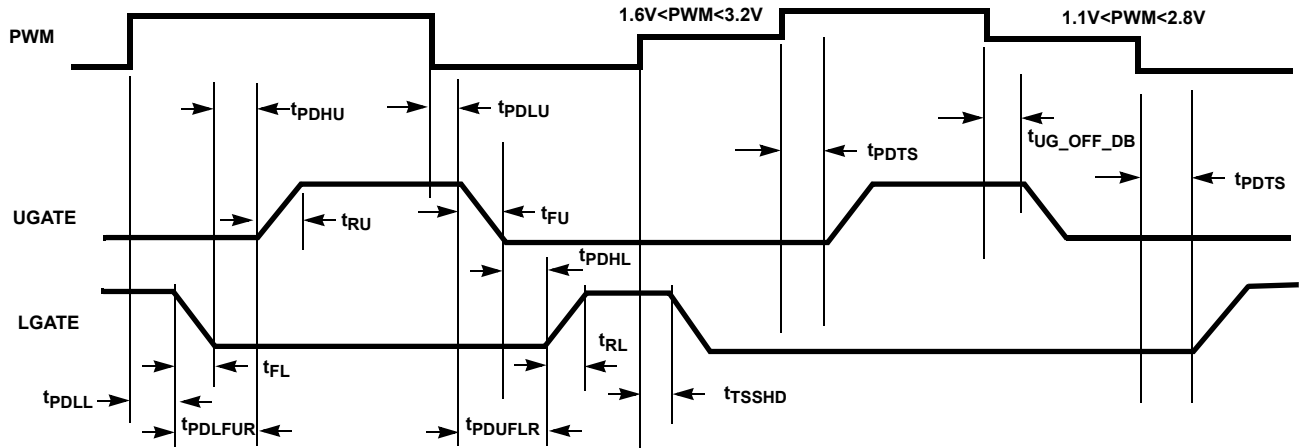 1.6V<PWM<3.2V
1.1V<PWM<2.8V
PWM
tPDHU
tPDLU
tPDTS
tUG_OFF_DB
tPDTS
UGATE
tRU
tFU
tPDHL
LGATE
tFL
tRL
tPDLL
tTSSHD
tPDLFUR
tPDUFLR